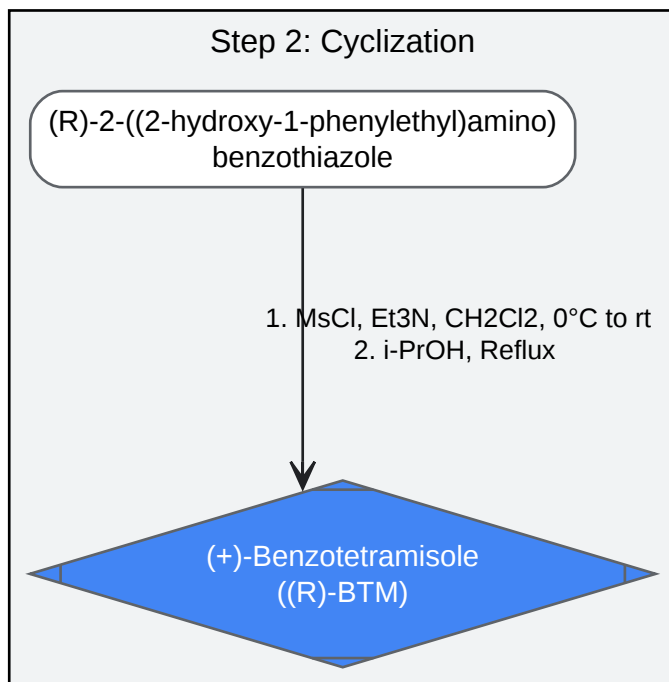 Step 2: Cyclization
(R)-2-((2-hydroxy-1-phenylethyl)amino)
benzothiazole
1. MsCl, Et3N, CH2Cl2, 0°C to rt
2. i-PrOH, Reflux
(+)-Benzotetramisole
((R)-BTM)